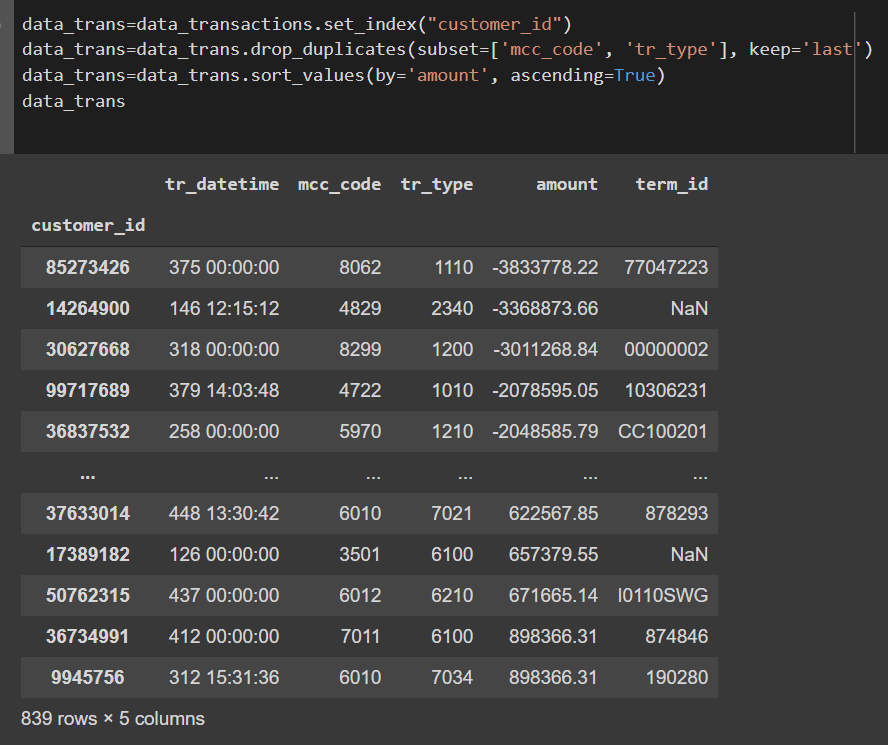 data_trans=data_transactions.set_index("customer_id")
data_trans=data_trans.drop_duplicates(subset=['mcc_code', 'tr_type'], keep='last')
data_trans=data_trans.sort_values(by='amount', ascending=True)
data_trans
tr_datetime mcc_code tr_type amount term_id
customer_id
85273426 375 00:00:00 8062 1110 -3833778.22 77047223
14264900 146 12:15:12 4829 2340 -3368873.66 NaN
30627668 318 00:00:00 8299 1200 -3011268.84 00000002
99717689 379 14:03:48 4722 1010 -2078595.05 10306231
36837532 258 00:00:00 5970 1210 -2048585.79 CC100201
... ... ... ... ... ...
37633014 448 13:30:42 6010 7021 622567.85 878293
17389182 126 00:00:00 3501 6100 657379.55 NaN
50762315 437 00:00:00 6012 6210 671665.14 I0110SWG
36734991 412 00:00:00 7011 6100 898366.31 874846
9945756 312 15:31:36 6010 7034 898366.31 190280
839 rows × 5 columns